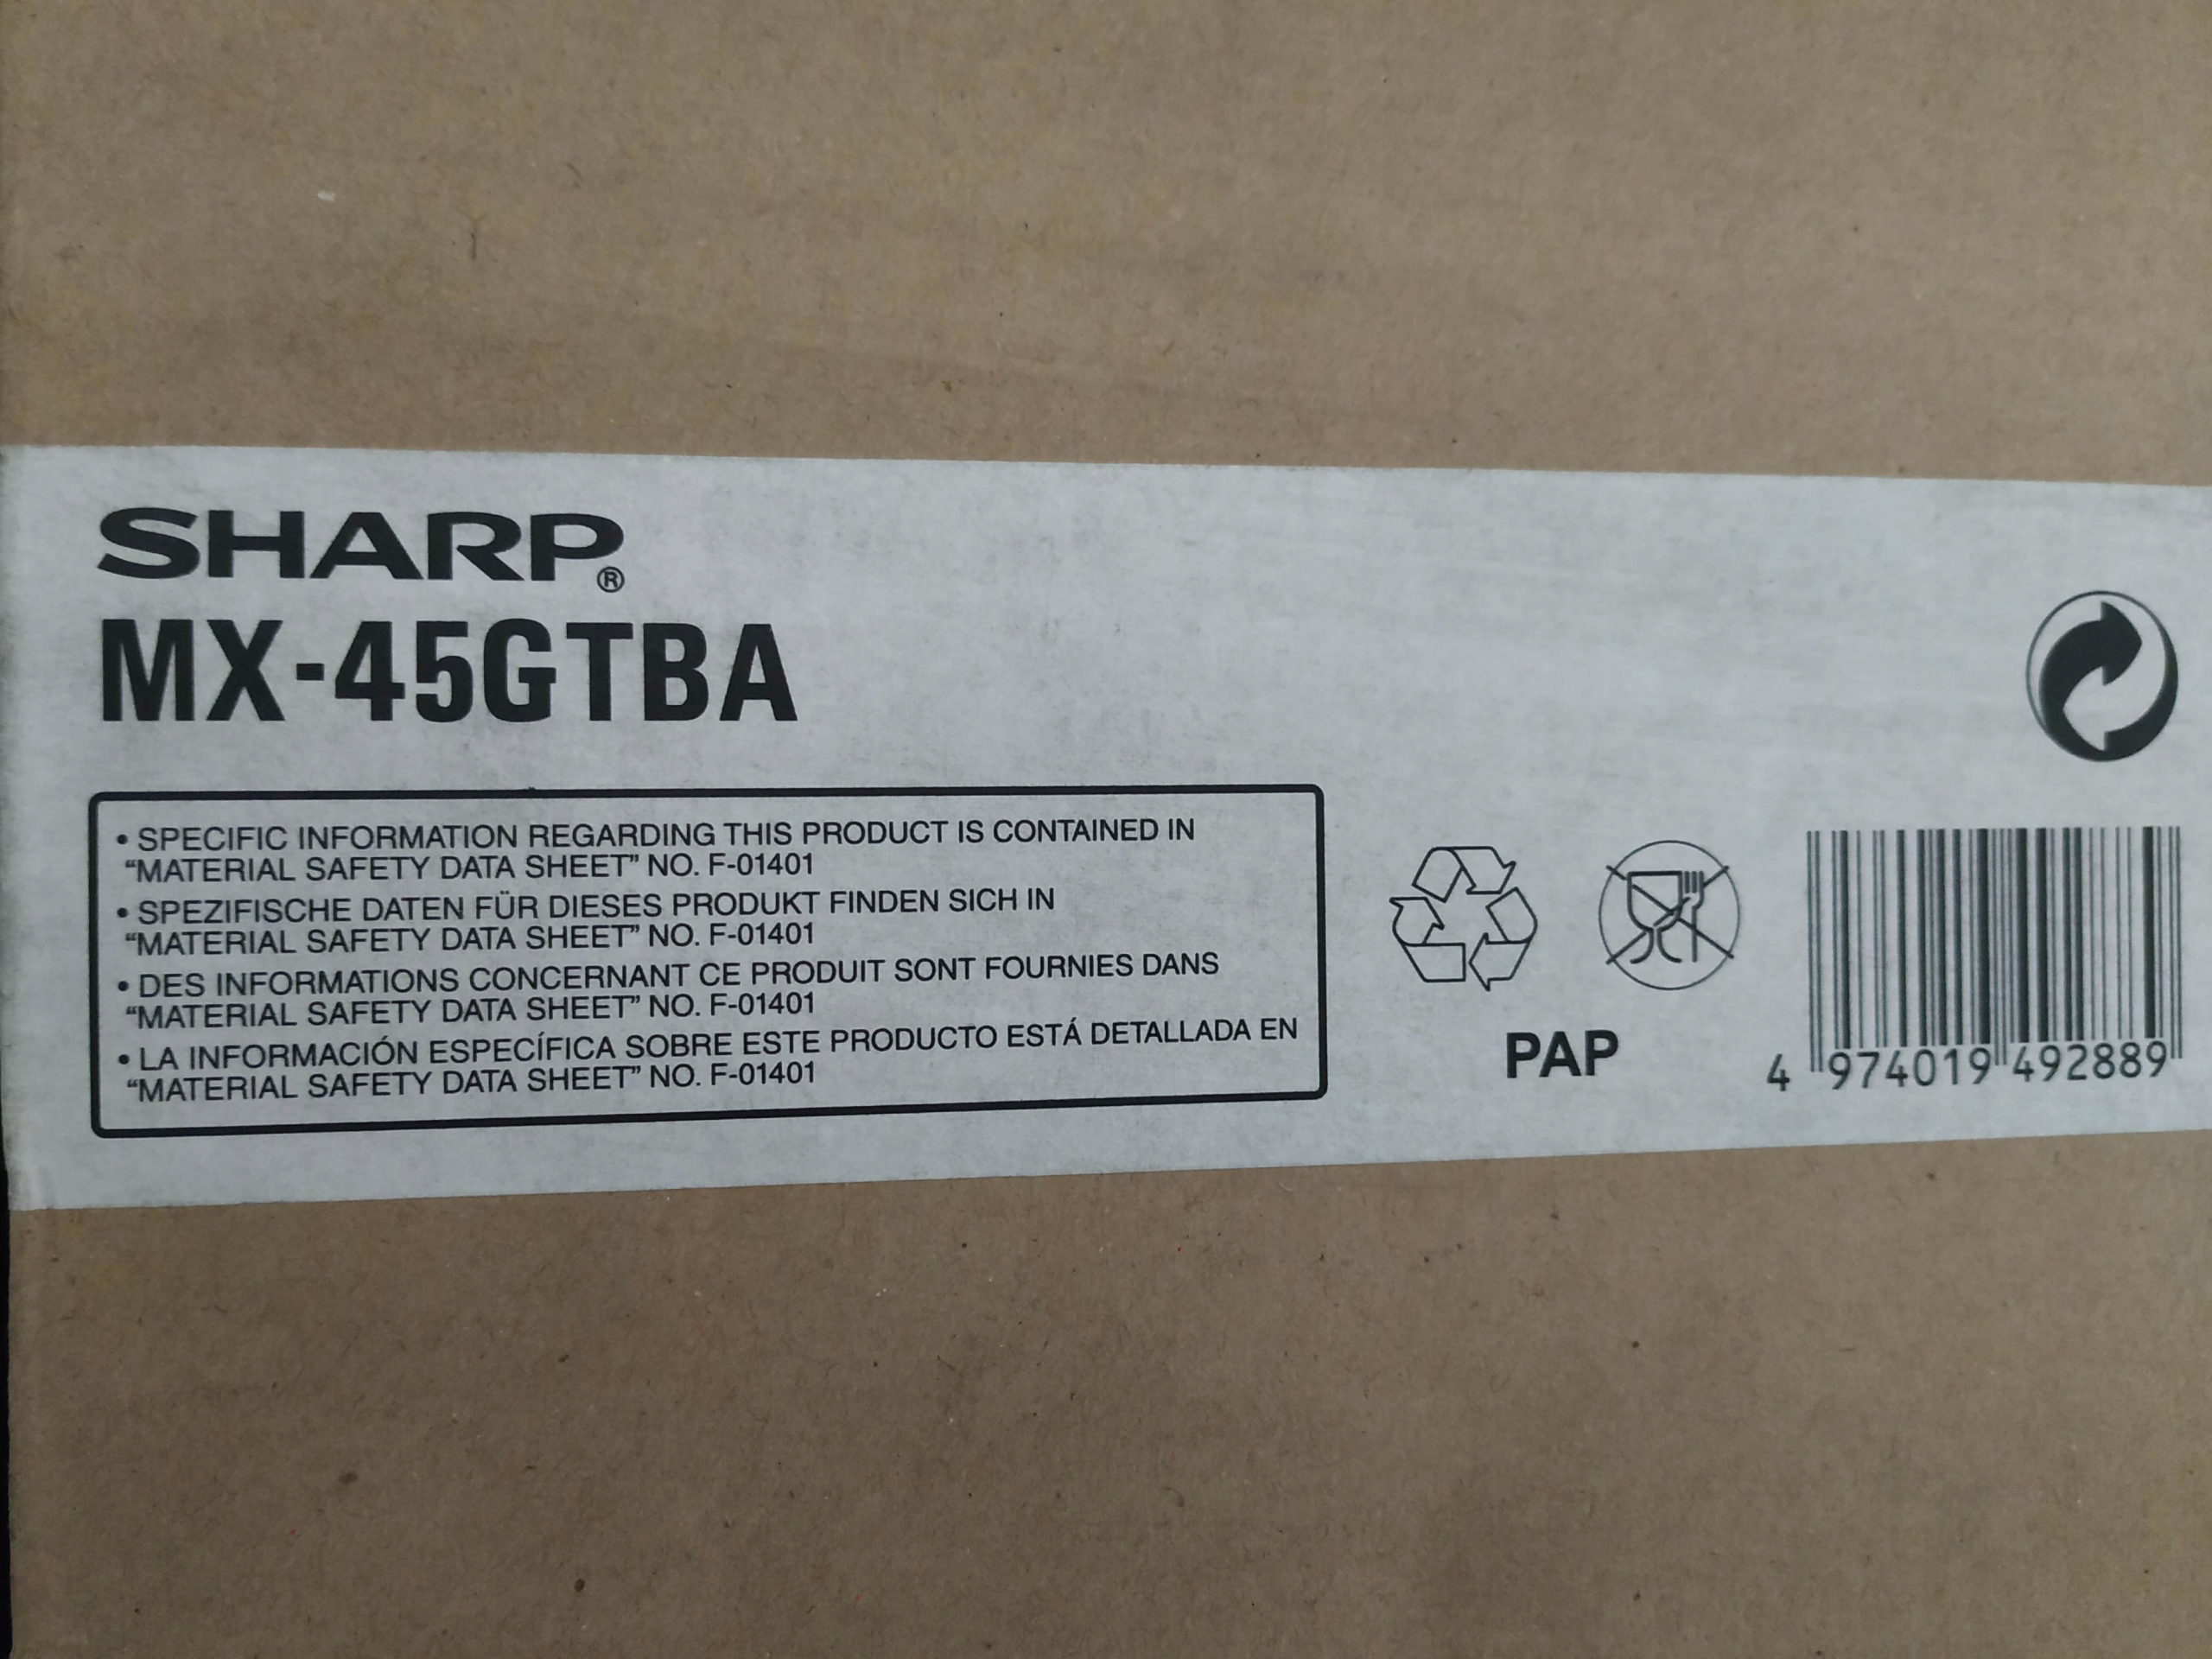 SHARP®
MX-45GTBA
• SPECIFIC INFORMATION REGARDING THIS PRODUCT IS CONTAINED IN
“MATERIAL SAFETY DATA SHEET” NO. F-01401
• SPEZIFISCHE DATEN FÜR DIESES PRODUKT FINDEN SICH IN
“MATERIAL SAFETY DATA SHEET” NO. F-01401
• DES INFORMATIONS CONCERNANT CE PRODUIT SONT FOURNIES DANS
“MATERIAL SAFETY DATA SHEET” NO. F-01401
• LA INFORMACIÓN ESPECÍFICA SOBRE ESTE PRODUCTO ESTÁ DETALLADA EN
“MATERIAL SAFETY DATA SHEET” NO. F-01401
PAP
4 974019 492889